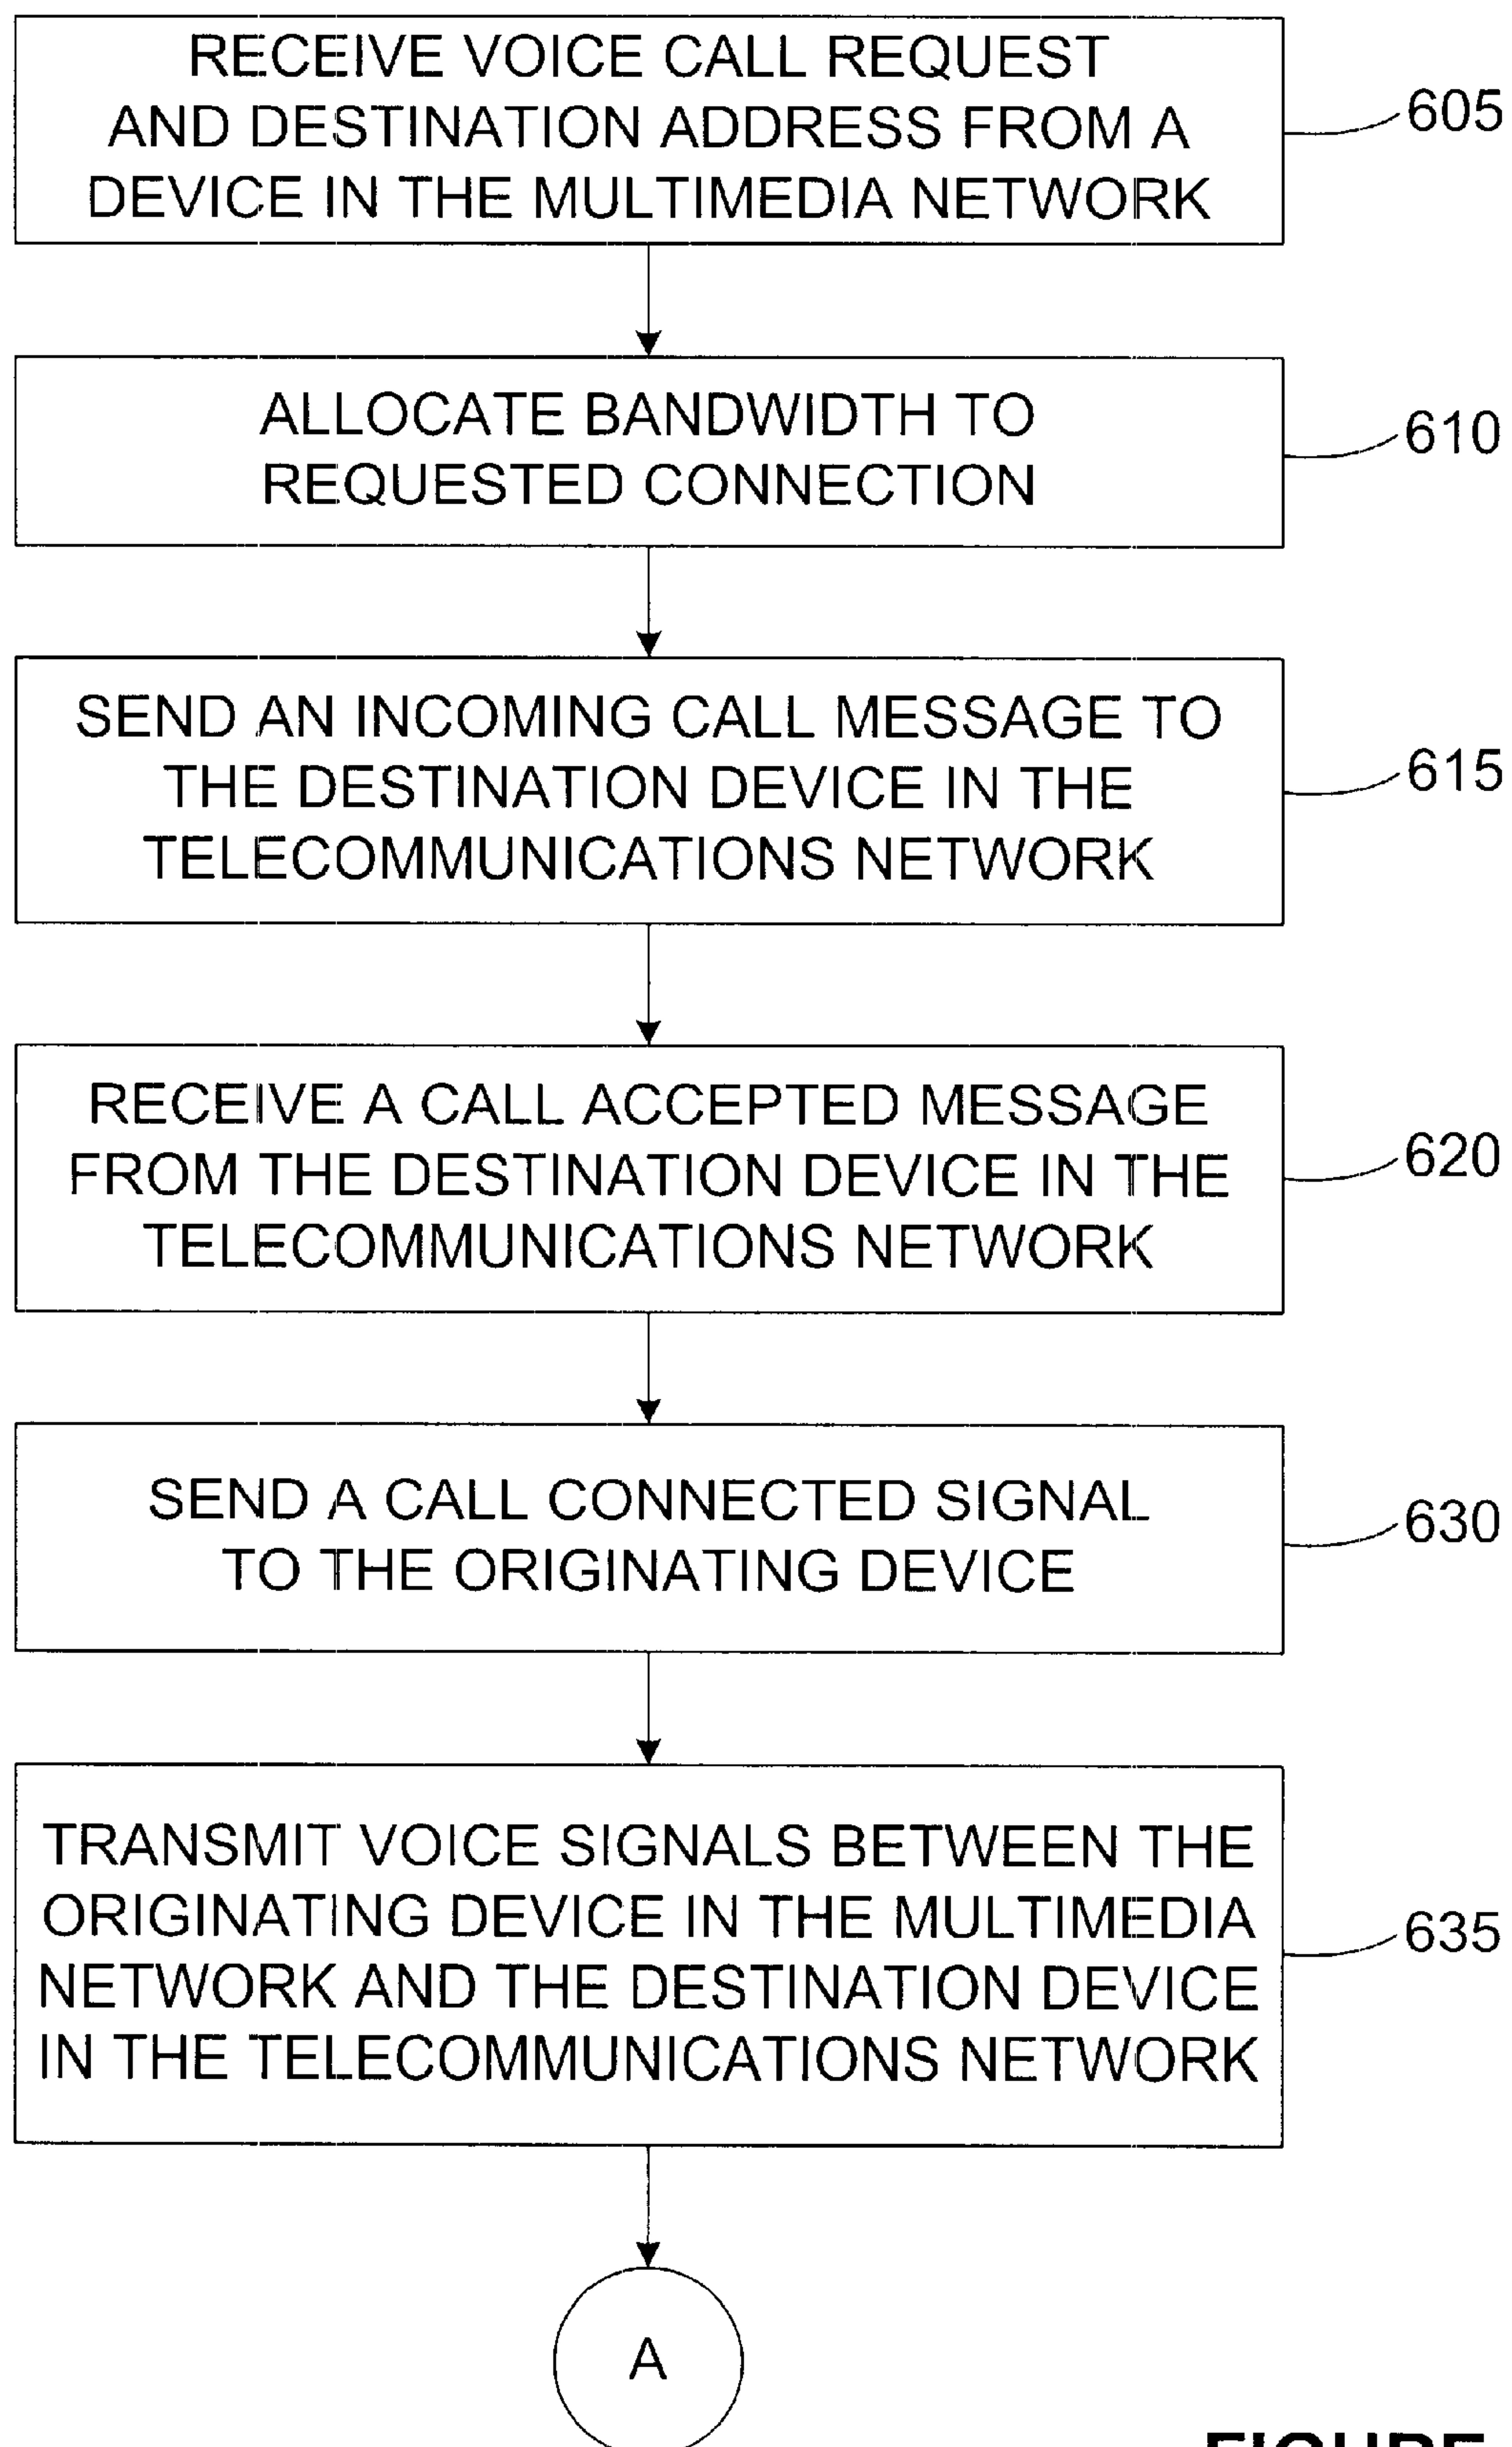 RECEIVE VOICE CALL REQUEST
AND DESTINATION ADDRESS FROM A
DEVICE IN THE MULTIMEDIA NETWORK
605
ALLOCATE BANDWIDTH TO
REQUESTED CONNECTION
610
SEND AN INCOMING CALL MESSAGE TO
THE DESTINATION DEVICE IN THE
TELECOMMUNICATIONS NETWORK
615
RECEIVE A CALL ACCEPTED MESSAGE
FROM THE DESTINATION DEVICE IN THE
TELECOMMUNICATIONS NETWORK
620
SEND A CALL CONNECTED SIGNAL
TO THE ORIGINATING DEVICE
630
TRANSMIT VOICE SIGNALS BETWEEN THE
ORIGINATING DEVICE IN THE MULTIMEDIA
NETWORK AND THE DESTINATION DEVICE
IN THE TELECOMMUNICATIONS NETWORK
635
A
FIGURE